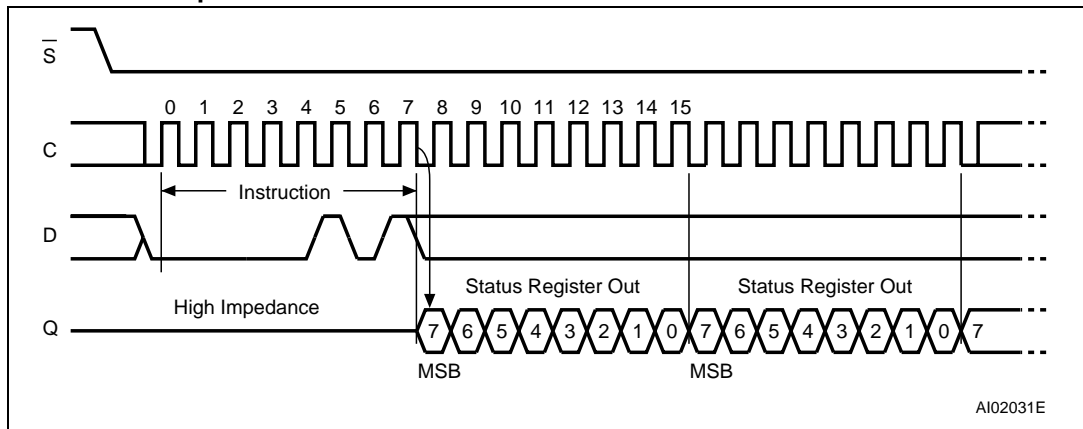 S
0 1 2 3 4 5 6 7 8 9 10 11 12 13 14 15
C
Instruction
D
High Impedance
Status Register Out Status Register Out
Q
7 6 5 4 3 2 1 0 7 6 5 4 3 2 1 0 7
MSB MSB
AI02031E